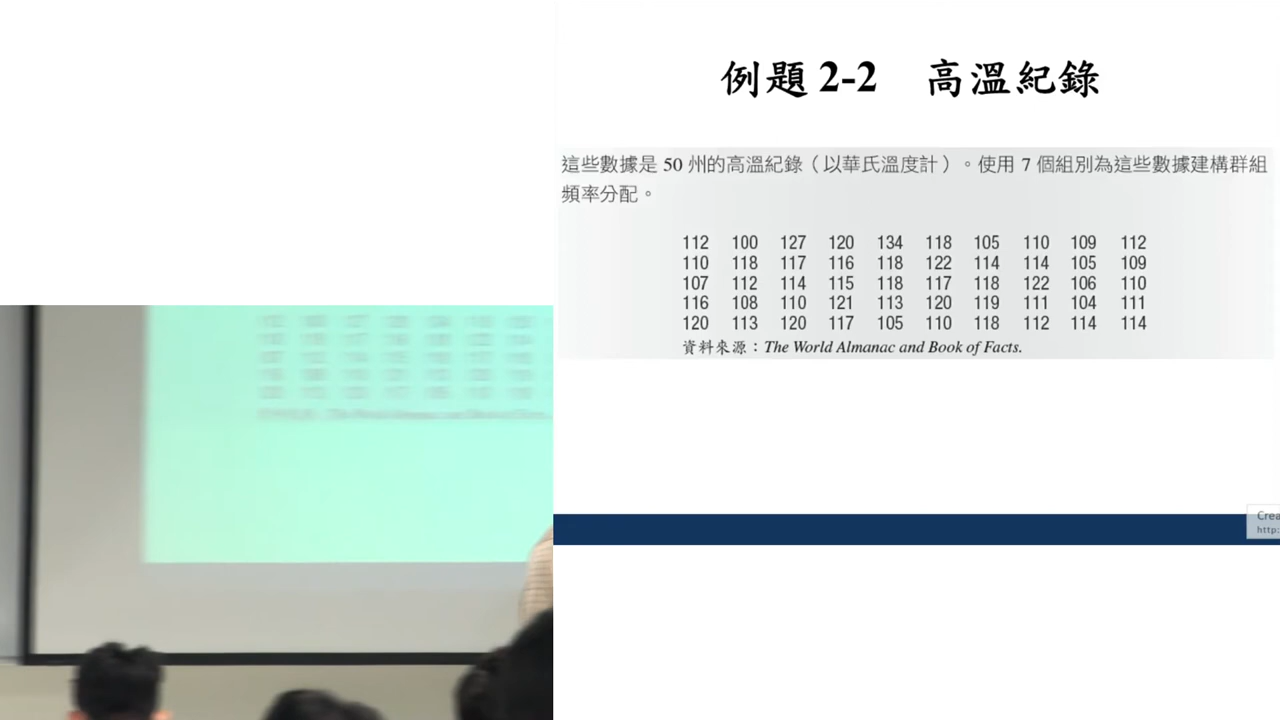 例題 2-2 高溫紀錄
這些數據是 50 州的高溫紀錄（以華氏溫度計）。使用 7 個組別為這些數據建構群組
頻率分配。
112 100 127 120 134 118 105 110 109 112
110 118 117 116 118 122 114 114 105 109
107 112 114 115 118 117 118 122 106 110
116 108 110 121 113 120 119 111 104 111
120 113 120 117 105 110 118 112 114 114
資料來源：The World Almanac and Book of Facts.